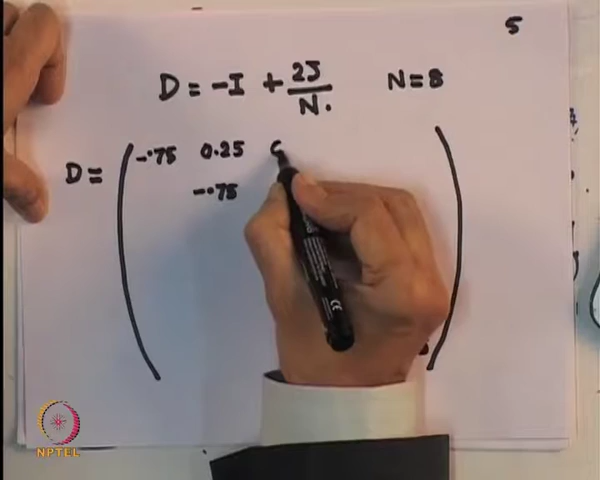 5
D = -I + 2J/N. N=8
D = -.75 0.25
-.75
NPTEL